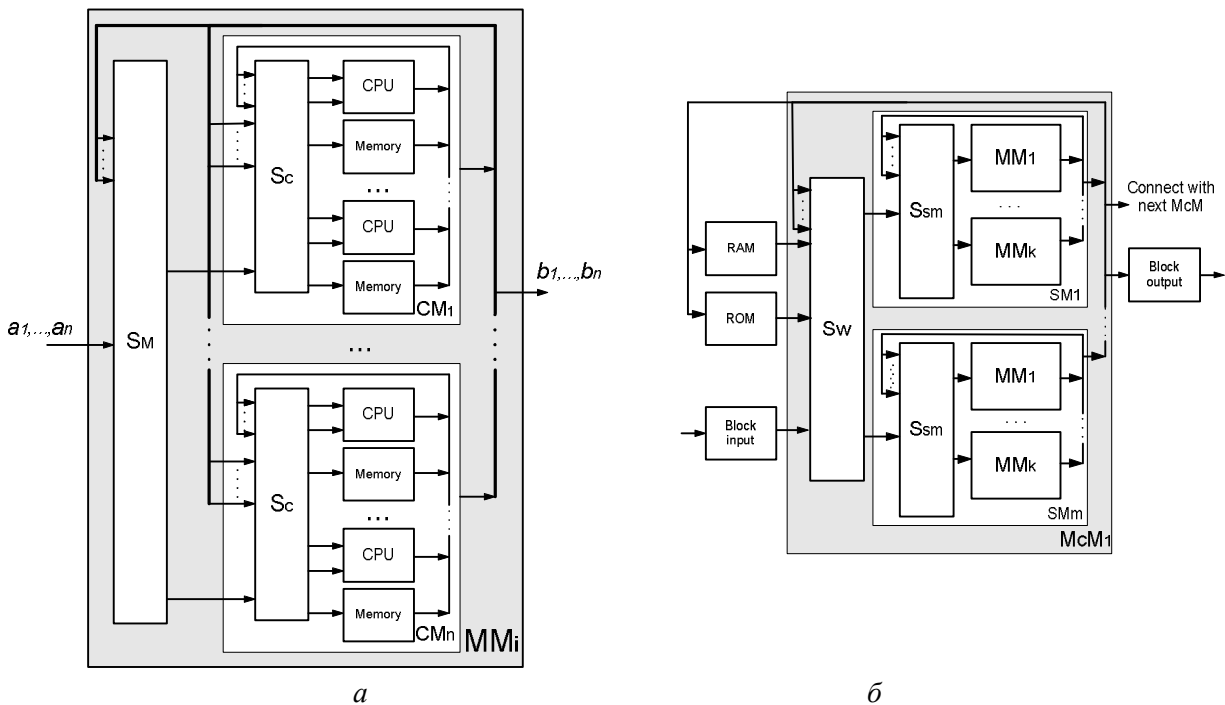 SM
a1,...,an
Sc
CPU
Memory
...
CPU
Memory
CM1
b1,...,bn
...
Sc
CPU
Memory
...
CPU
Memory
CMn
MMi
а
RAM
ROM
Block
input
Sw
Ssm
MM1
...
MMk
SM1
Connect with
next McM
Block
output
Ssm
MM1
...
MMk
SMm
McM1
б